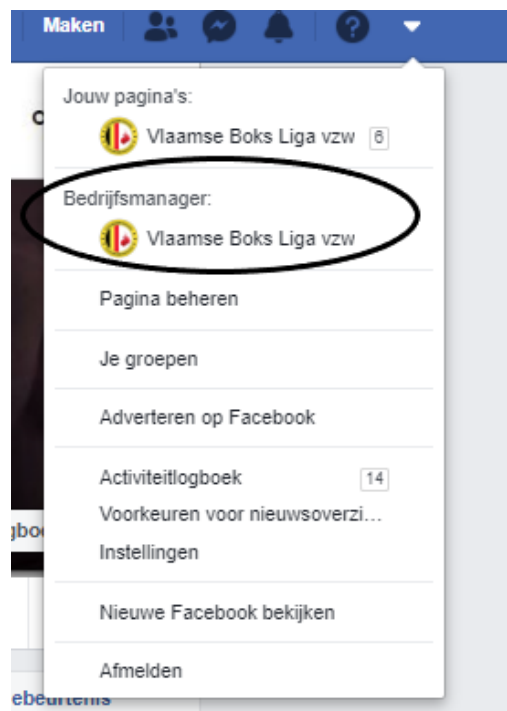 Maken
Jouw pagina's:
Vlaamse Boks Liga vzw 6
Bedrijfsmanager:
Vlaamse Boks Liga vzw
Pagina beheren
Je groepen
Adverteren op Facebook
Activiteitlogboek 14
Voorkeuren voor nieuwsoverzi...
Instellingen
Nieuwe Facebook bekijken
Afmelden
ebeurtenis